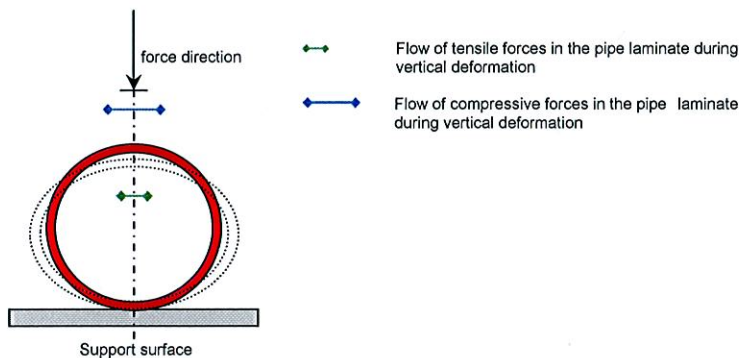 force direction
Flow of tensile forces in the pipe laminate during
vertical deformation
Flow of compressive forces in the pipe laminate
during vertical deformation
Support surface